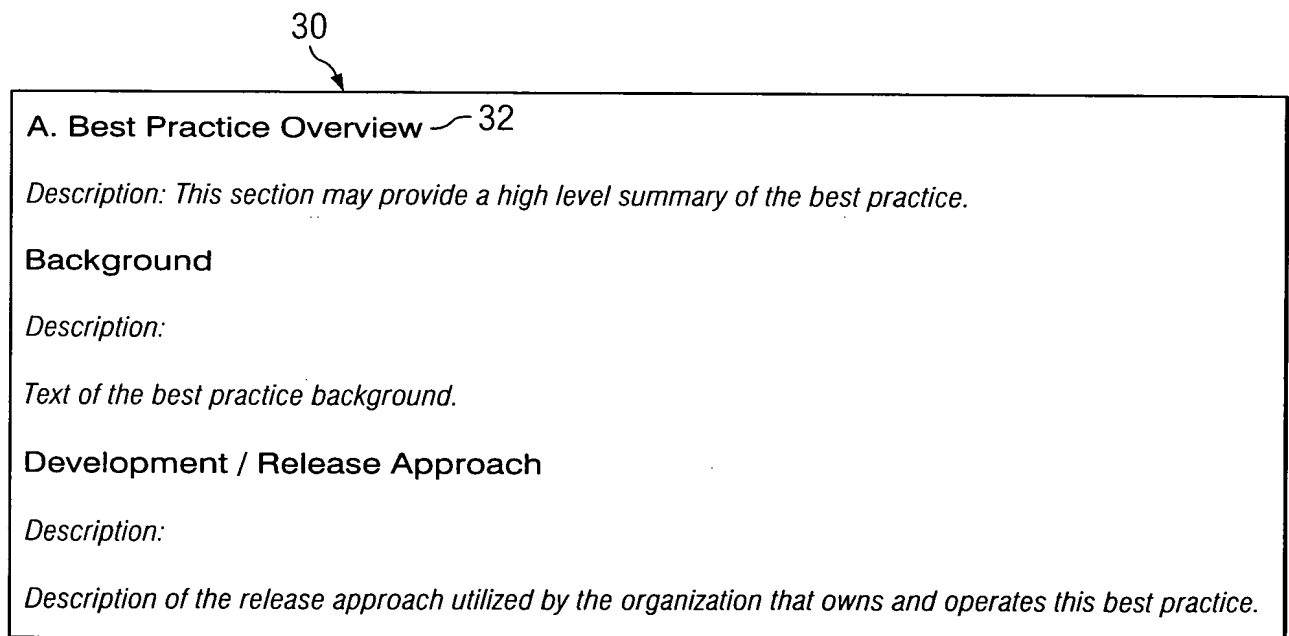 30
A. Best Practice Overview 32
Description: This section may provide a high level summary of the best practice.
Background
Description:
Text of the best practice background.
Development / Release Approach
Description:
Description of the release approach utilized by the organization that owns and operates this best practice.